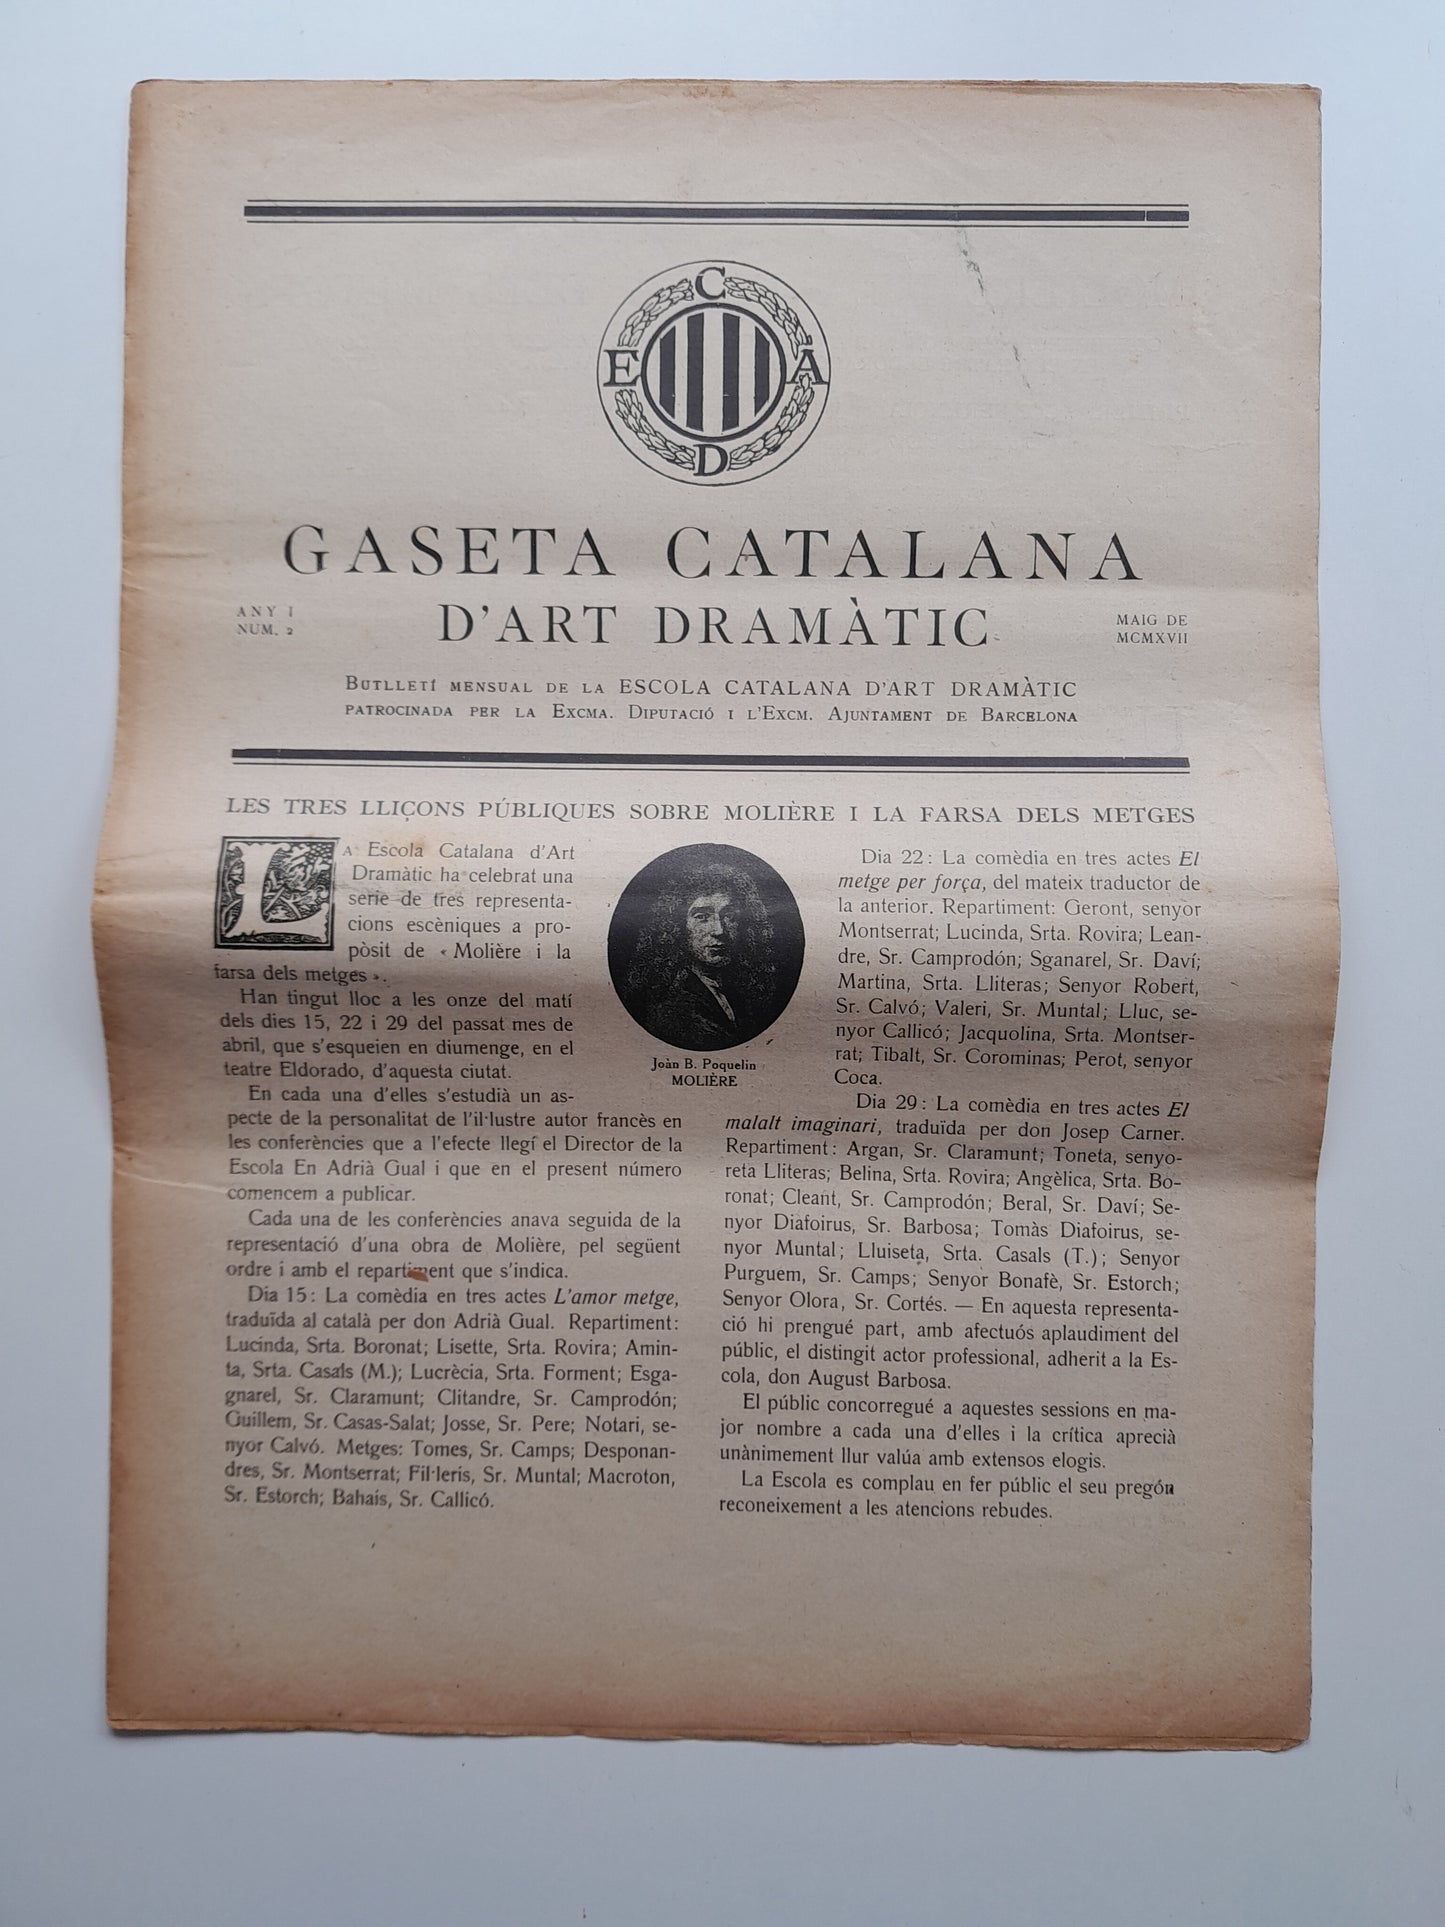 C
E A
D
GASETA CATALANA
D'ART DRAMÀTIC
ANY I
NUM. 2
MAIG DE
MCMXVII
BUTLLETÍ MENSUAL DE LA ESCOLA CATALANA D'ART DRAMÀTIC
PATROCINADA PER LA EXCMA. DIPUTACIÓ I L'EXCM. AJUNTAMENT DE BARCELONA
LES TRES LLIÇONS PÚBLIQUES SOBRE MOLIÈRE I LA FARSA DELS METGES
LA Escola Catalana d'Art
Dramàtic ha celebrat una
serie de tres representa-
cions escèniques a pro-
pòsit de «Molière i la
farsa dels metges».
Han tingut lloc a les onze del matí
dels dies 15, 22 i 29 del passat mes de
abril, que s'esqueien en diumenge, en el
teatre Eldorado, d'aquesta ciutat.
En cada una d'elles s'estudià un as-
pecte de la personalitat de l'il·lustre autor francès en
les conferències que a l'efecte llegí el Director de la
Escola En Adrià Gual i que en el present número
comencem a publicar.
Cada una de les conferències anava seguida de la
representació d'una obra de Molière, pel següent
ordre i amb el repartiment que s'indica.
Dia 15: La comèdia en tres actes L'amor metge,
traduïda al català per don Adrià Gual. Repartiment:
Lucinda, Srta. Boronat; Lisette, Srta. Rovira; Amin-
ta, Srta. Casals (M.); Lucrècia, Srta. Forment; Esga-
gnarel, Sr. Claramunt; Clitandre, Sr. Camprodón;
Guillem, Sr. Casas-Salat; Josse, Sr. Pere; Notari, se-
nyor Calvó. Metges: Tomes, Sr. Camps; Desponan-
dres, Sr. Montserrat; Fil·leris, Sr. Muntal; Macroton,
Sr. Estorch; Bahais, Sr. Callicó.
Joàn B. Poquelin
MOLIÈRE
Dia 22: La comèdia en tres actes El
metge per força, del mateix traductor de
la anterior. Repartiment: Geront, senyor
Montserrat; Lucinda, Srta. Rovira; Lean-
dre, Sr. Camprodón; Sganarel, Sr. Daví;
Martina, Srta. Lliteras; Senyor Robert,
Sr. Calvó; Valeri, Sr. Muntal; Lluc, se-
nyor Callicó; Jacquolina, Srta. Montser-
rat; Tibalt, Sr. Corominas; Perot, senyor
Coca.
Dia 29: La comèdia en tres actes El
malalt imaginari, traduïda per don Josep Carner.
Repartiment: Argan, Sr. Claramunt; Toneta, senyo-
reta Lliteras; Belina, Srta. Rovira; Angèlica, Srta. Bo-
ronat; Cleant, Sr. Camprodón; Beral, Sr. Daví; Se-
nyor Diafoirus, Sr. Barbosa; Tomàs Diafoirus, se-
nyor Muntal; Lluiseta, Srta. Casals (T.); Senyor
Purguem, Sr. Camps; Senyor Bonafè, Sr. Estorch;
Senyor Olora, Sr. Cortés. — En aquesta representa-
ció hi prengué part, amb afectuós aplaudiment del
públic, el distingit actor professional, adherit a la Es-
cola, don August Barbosa.
El públic concorregué a aquestes sessions en ma-
jor nombre a cada una d'elles i la crítica aprecià
unànimement llur valúa amb extensos elogis.
La Escola es complau en fer públic el seu pregón
reconeixement a les atencions rebudes.